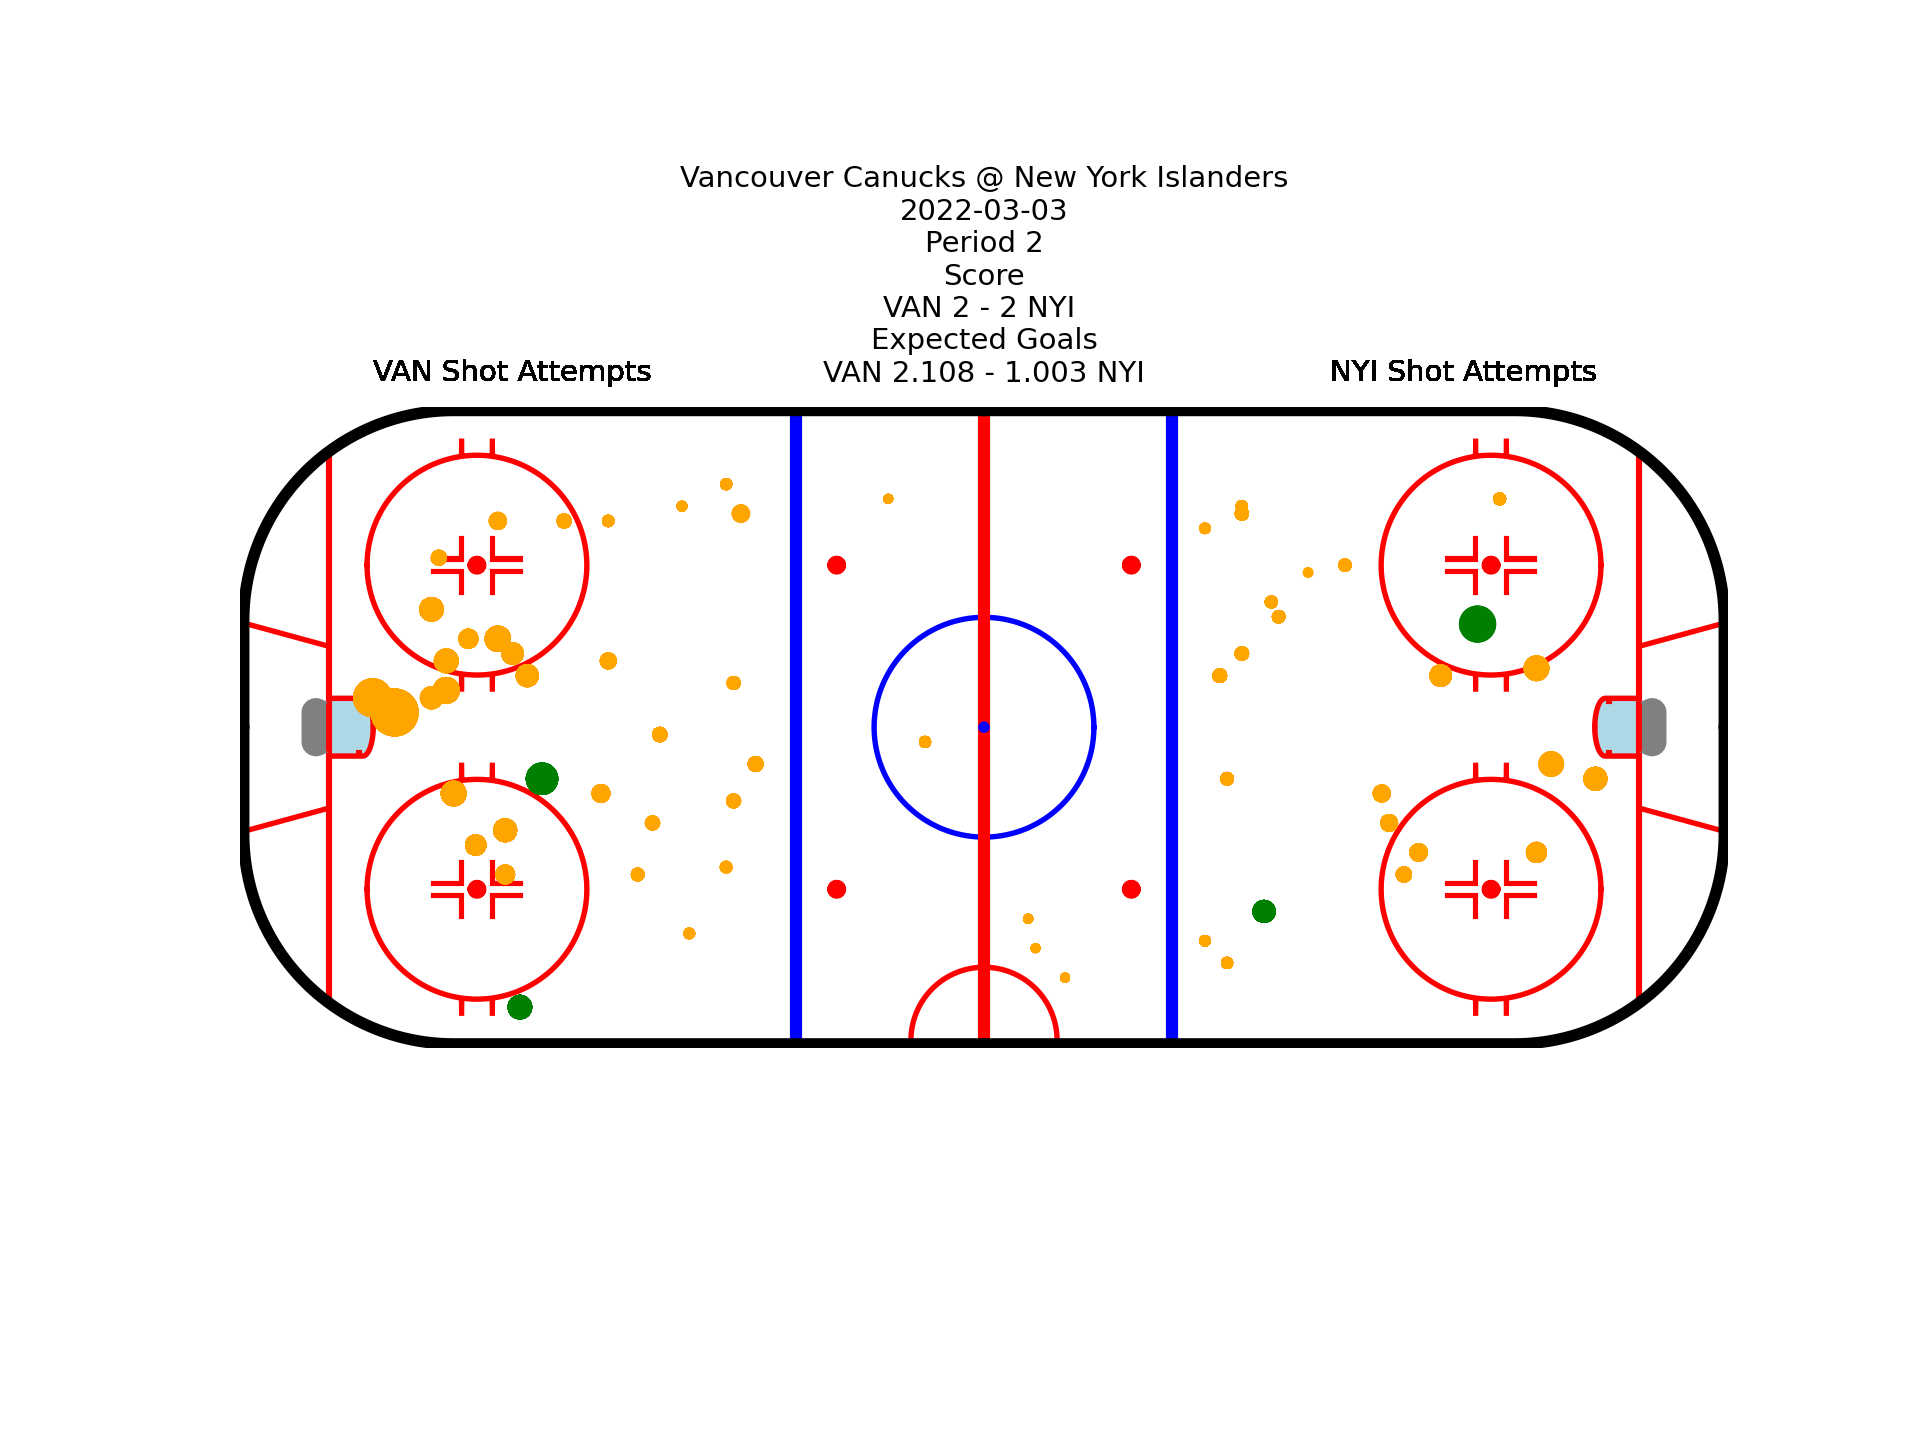 Vancouver Canucks @ New York Islanders
2022-03-03
Period 2
Score
VAN 2 - 2 NYI
Expected Goals
VAN 2.108 - 1.003 NYI
VAN Shot Attempts
NYI Shot Attempts